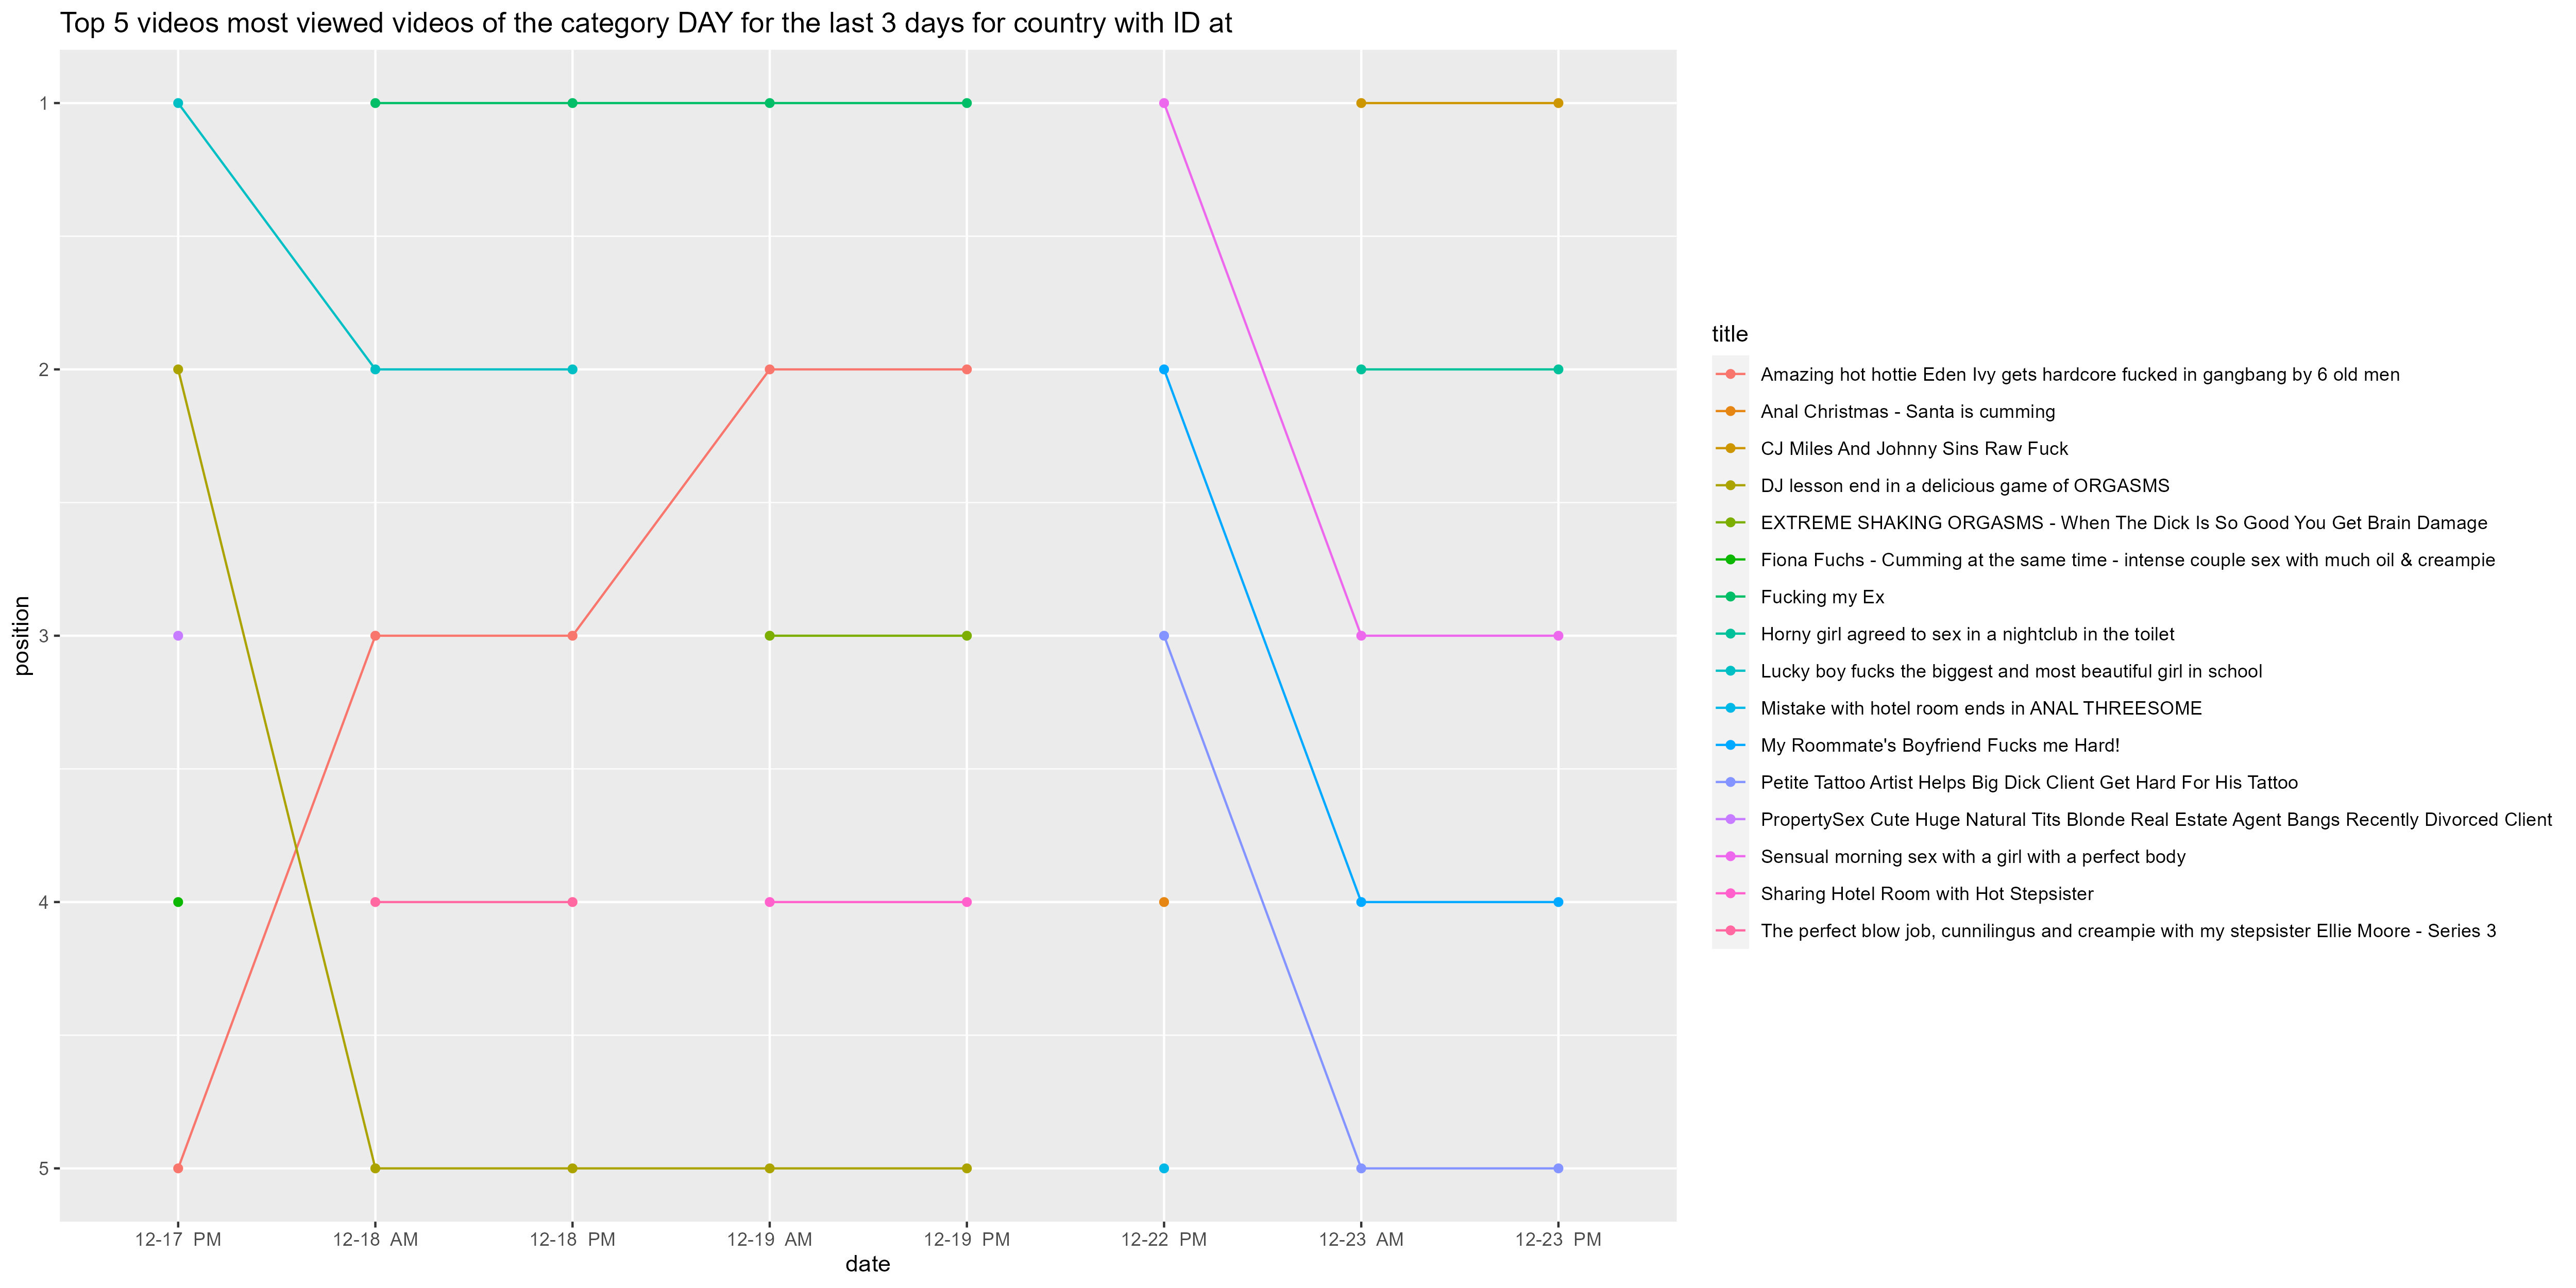 Top 5 videos most viewed videos of the category DAY for the last 3 days for country with ID at
position
1
2
3
4
5
12-17 PM
12-18 AM
12-18 PM
12-19 AM
12-19 PM
12-22 PM
12-23 AM
12-23 PM
date
title
Amazing hot hottie Eden Ivy gets hardcore fucked in gangbang by 6 old men
Anal Christmas - Santa is cumming
CJ Miles And Johnny Sins Raw Fuck
DJ lesson end in a delicious game of ORGASMS
EXTREME SHAKING ORGASMS - When The Dick Is So Good You Get Brain Damage
Fiona Fuchs - Cumming at the same time - intense couple sex with much oil & creampie
Fucking my Ex
Horny girl agreed to sex in a nightclub in the toilet
Lucky boy fucks the biggest and most beautiful girl in school
Mistake with hotel room ends in ANAL THREESOME
My Roommate's Boyfriend Fucks me Hard!
Petite Tattoo Artist Helps Big Dick Client Get Hard For His Tattoo
PropertySex Cute Huge Natural Tits Blonde Real Estate Agent Bangs Recently Divorced Client
Sensual morning sex with a girl with a perfect body
Sharing Hotel Room with Hot Stepsister
The perfect blow job, cunnilingus and creampie with my stepsister Ellie Moore - Series 3